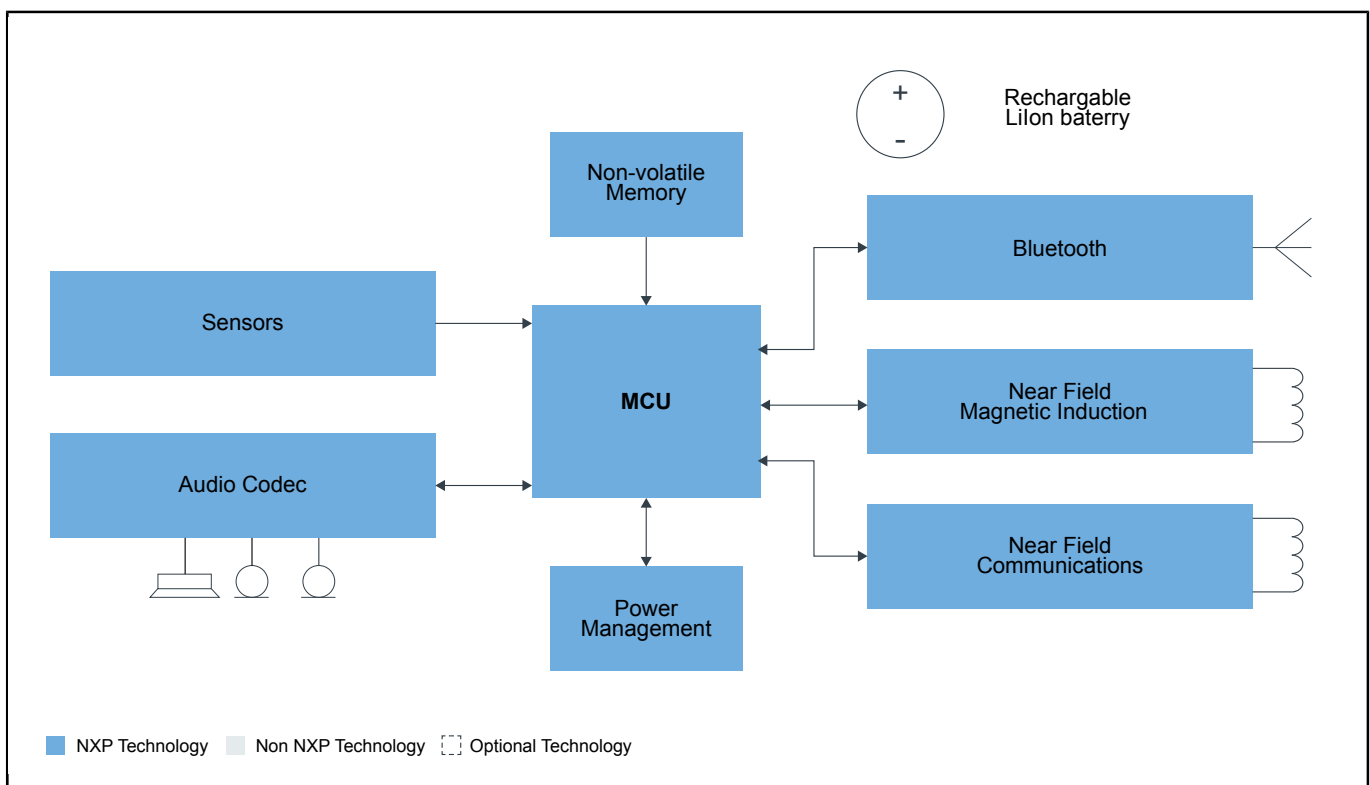 +
-
Rechargable
LiIon baterry
Non-volatile
Memory
Bluetooth
Sensors
MCU
Near Field
Magnetic Induction
Audio Codec
Near Field
Communications
Power
Management
NXP Technology
Non NXP Technology
Optional Technology